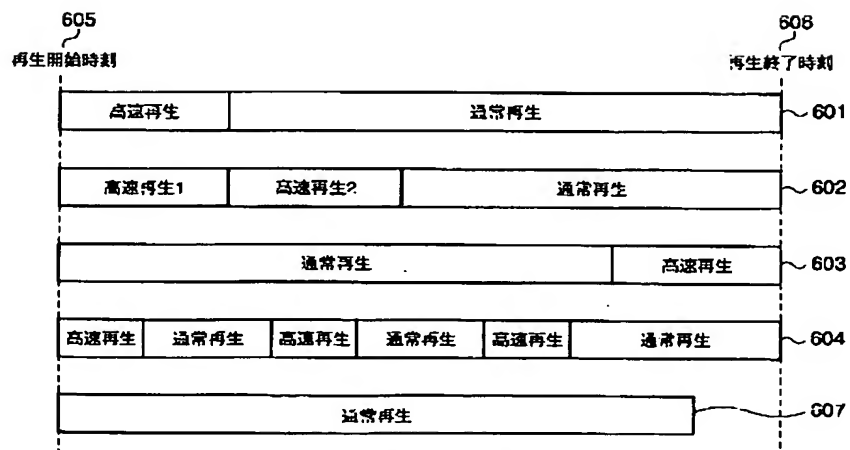 605 606
再生開始時刻 再生終了時刻
高速再生 通常再生 601
高速再生1 高速再生2 通常再生 602
通常再生 高速再生 603
高速再生 通常再生 高速再生 通常再生 高速再生 通常再生 604
通常再生 607